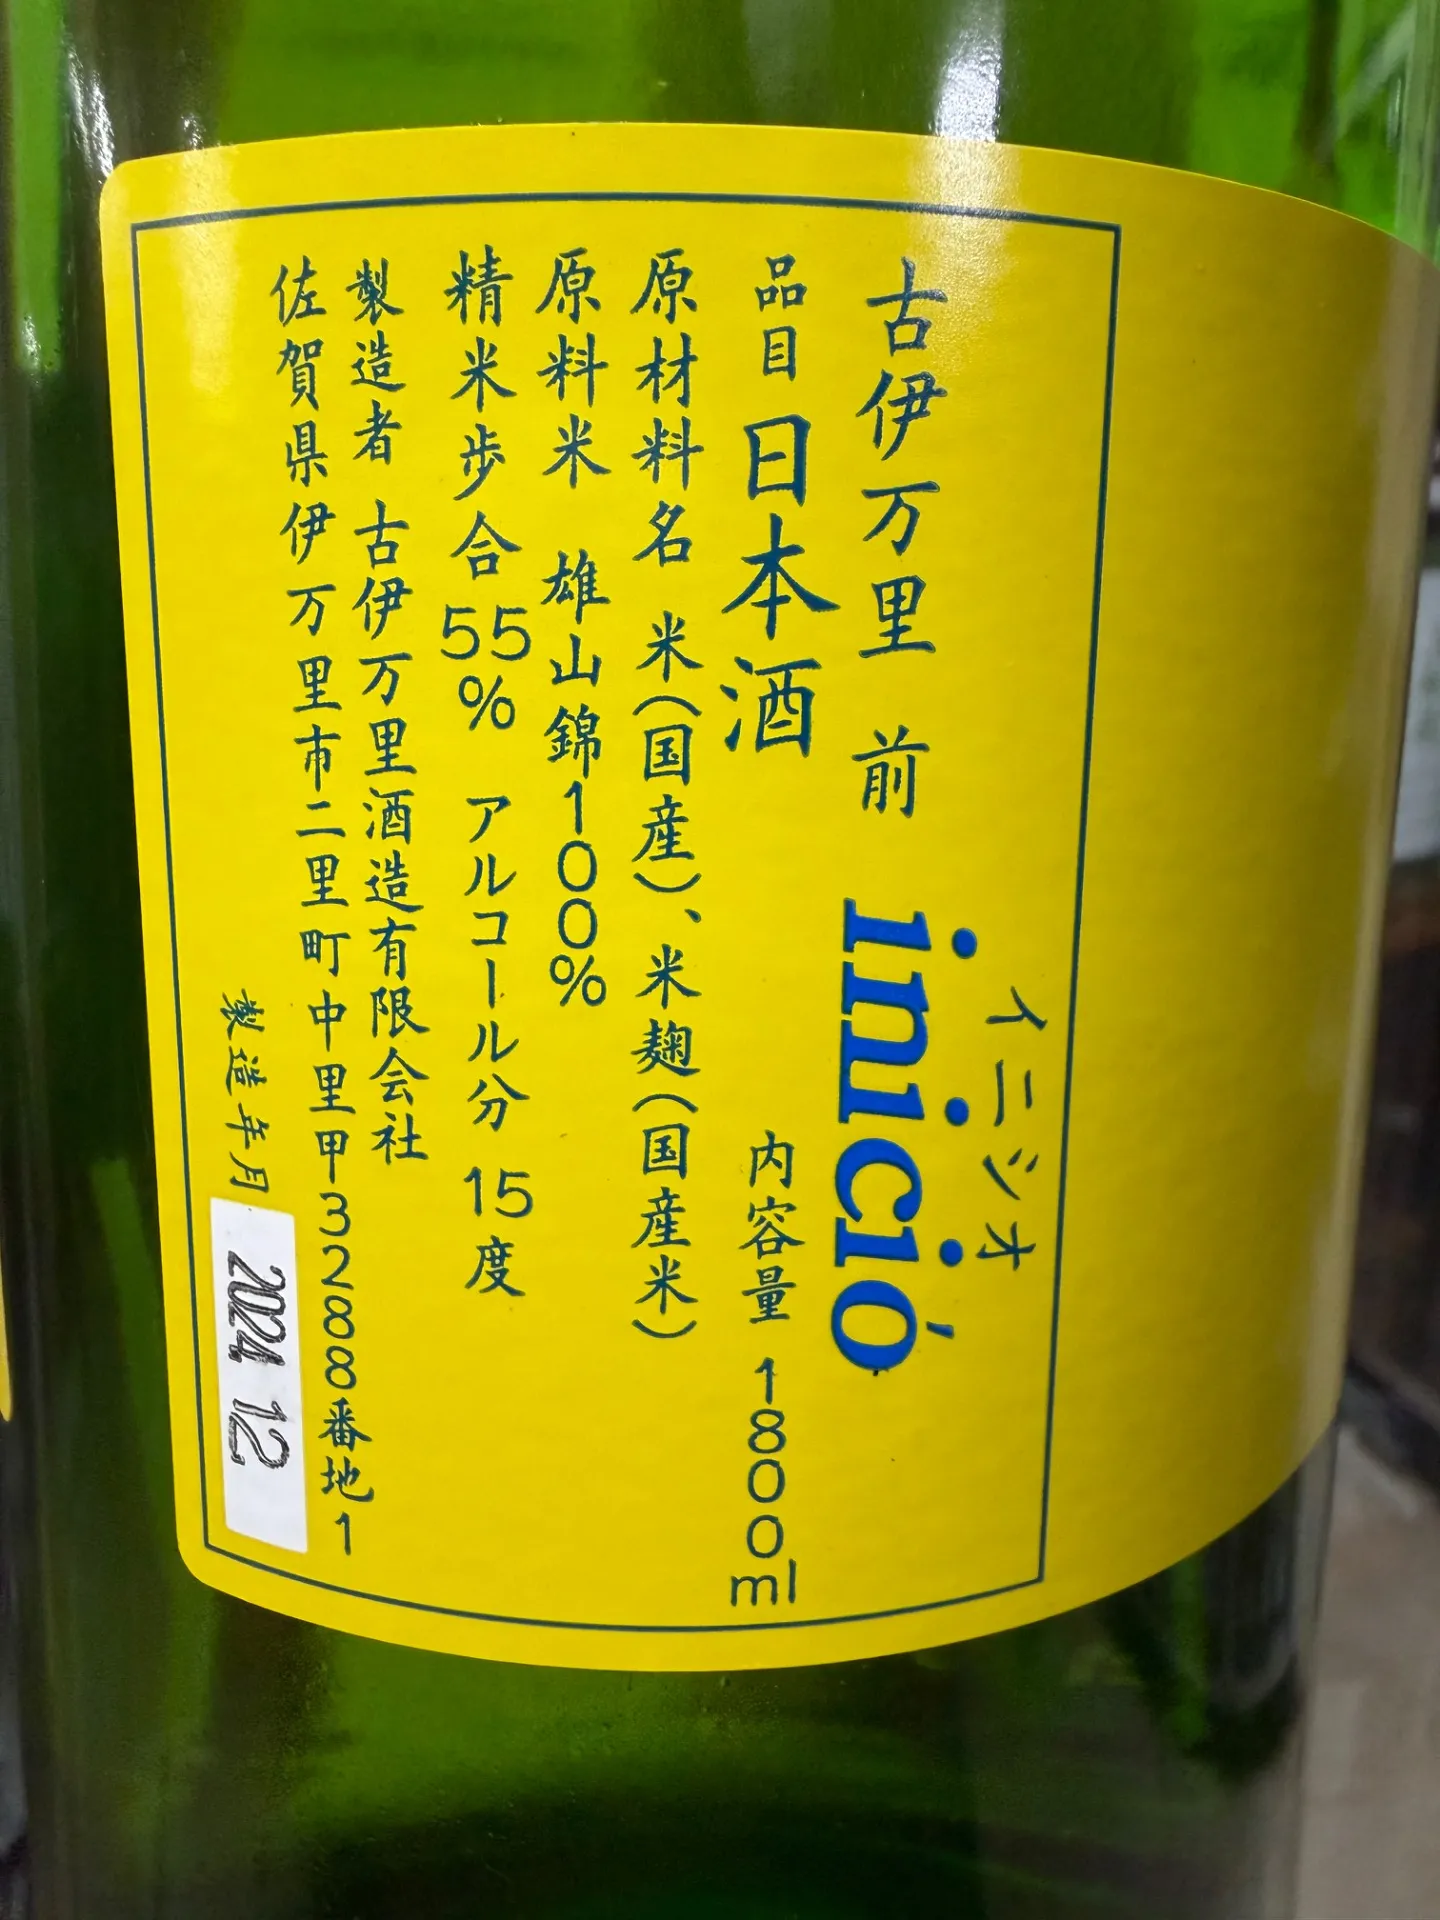 古伊万里 前 inició
イニシオ
品目 日本酒 内容量 1800ml
原材料名 米(国産)、米麹(国産米)
原料米 雄山錦100%
精米歩合55% アルコール分 15度
製造者 古伊万里酒造有限会社
佐賀県伊万里市二里町中里甲3288番地1
製造年月 2024 12